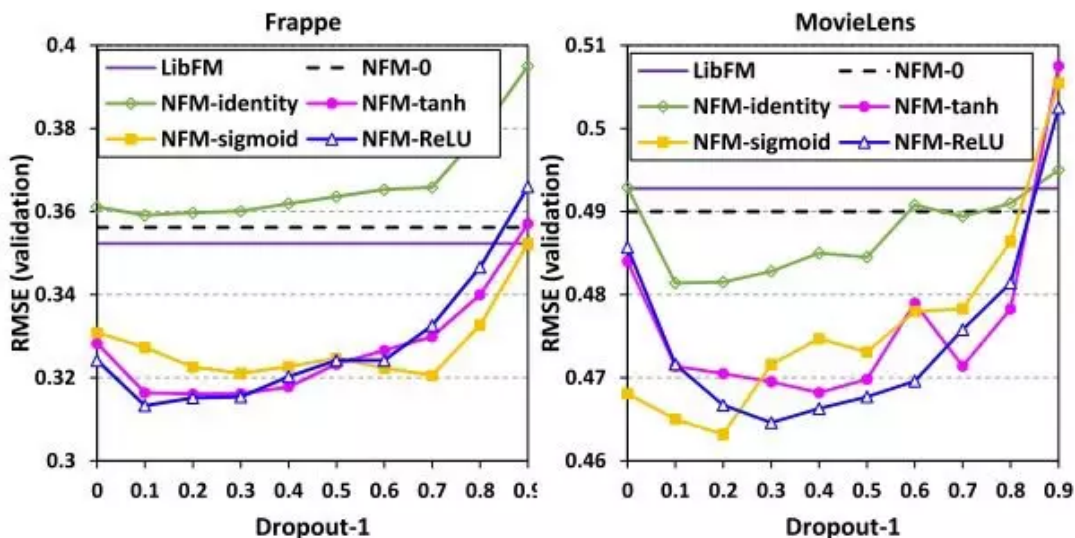 Frappe
0.4
0.38
0.36
0.34
0.32
0.3
RMSE (validation)
LibFM
NFM-0
NFM-identity
NFM-tanh
NFM-sigmoid
NFM-ReLU
0 0.1 0.2 0.3 0.4 0.5 0.6 0.7 0.8
Dropout-1
MovieLens
0.51
0.5
0.49
0.48
0.47
0.46
RMSE (validation)
LibFM
NFM-0
NFM-identity
NFM-tanh
NFM-sigmoid
NFM-ReLU
0 0.1 0.2 0.3 0.4 0.5 0.6 0.7 0.8 0.9
Dropout-1